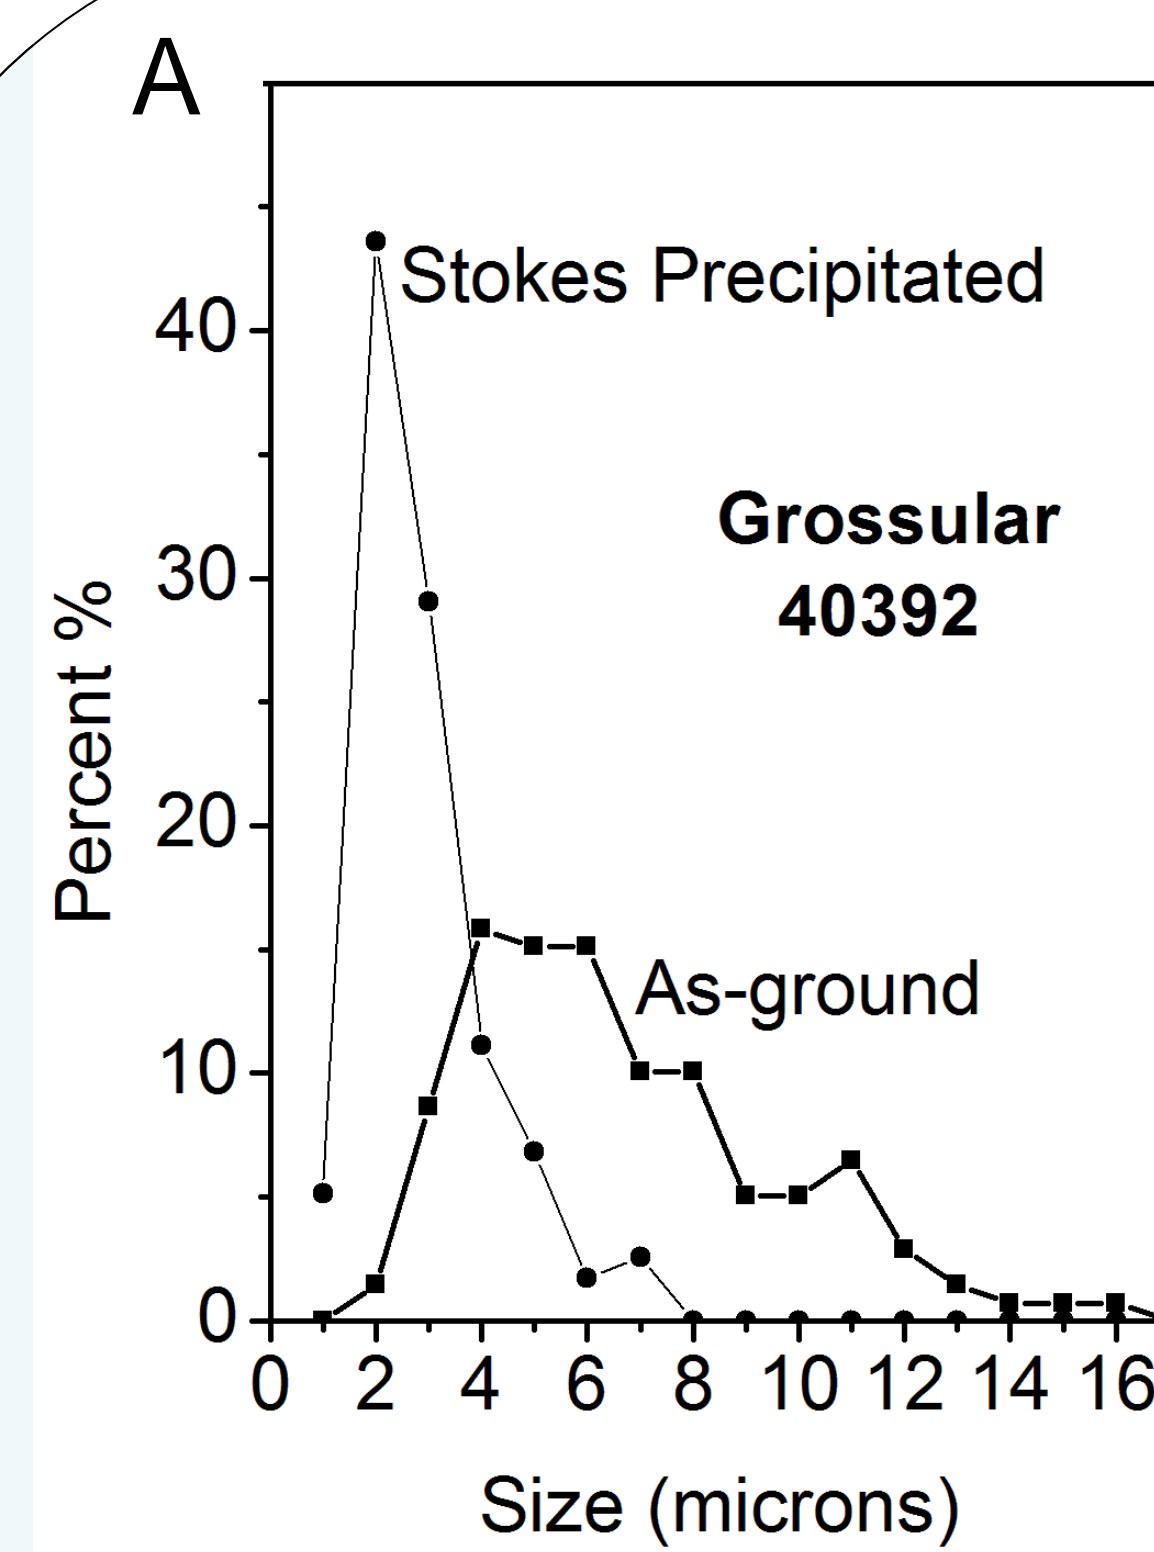 A
Stokes Precipitated
40
Grossular
40392
30
Percent %
20
As-ground
10
0
0 2 4 6 8 10 12 14 16
Size (microns)